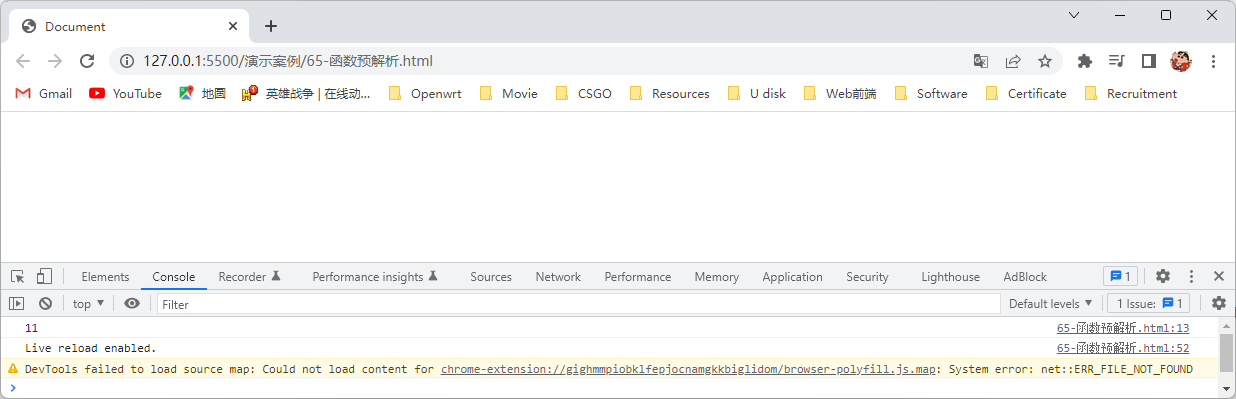 Document
127.0.0.1:5500/演示案例/65-函数预解析.html
Gmail YouTube 地图 英雄战争 | 在线动... Openwrt Movie CSGO Resources U disk Web前端 Software Certificate Recruitment
Elements Console Recorder Performance insights Sources Network Performance Memory Application Security Lighthouse AdBlock 1
top Filter Default levels 1 Issue: 1
11 65-函数预解析.html:13
Live reload enabled. 65-函数预解析.html:52
DevTools failed to load source map: Could not load content for chrome-extension://gighmmpiobklfepjocnamgkkbiglidom/browser-polyfill.js.map: System error: net::ERR_FILE_NOT_FOUND